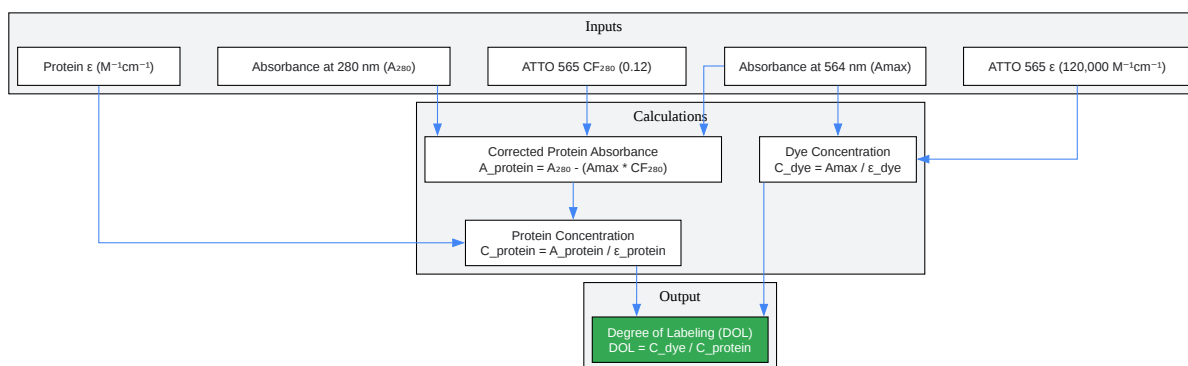 Inputs
Protein ε (M⁻¹cm⁻¹)
Absorbance at 280 nm (A₂₈₀)
ATTO 565 CF₂₈₀ (0.12)
Absorbance at 564 nm (Amax)
ATTO 565 ε (120,000 M⁻¹cm⁻¹)
Calculations
Corrected Protein Absorbance
A_protein = A₂₈₀ - (Amax * CF₂₈₀)
Dye Concentration
C_dye = Amax / ε_dye
Protein Concentration
C_protein = A_protein / ε_protein
Output
Degree of Labeling (DOL)
DOL = C_dye / C_protein